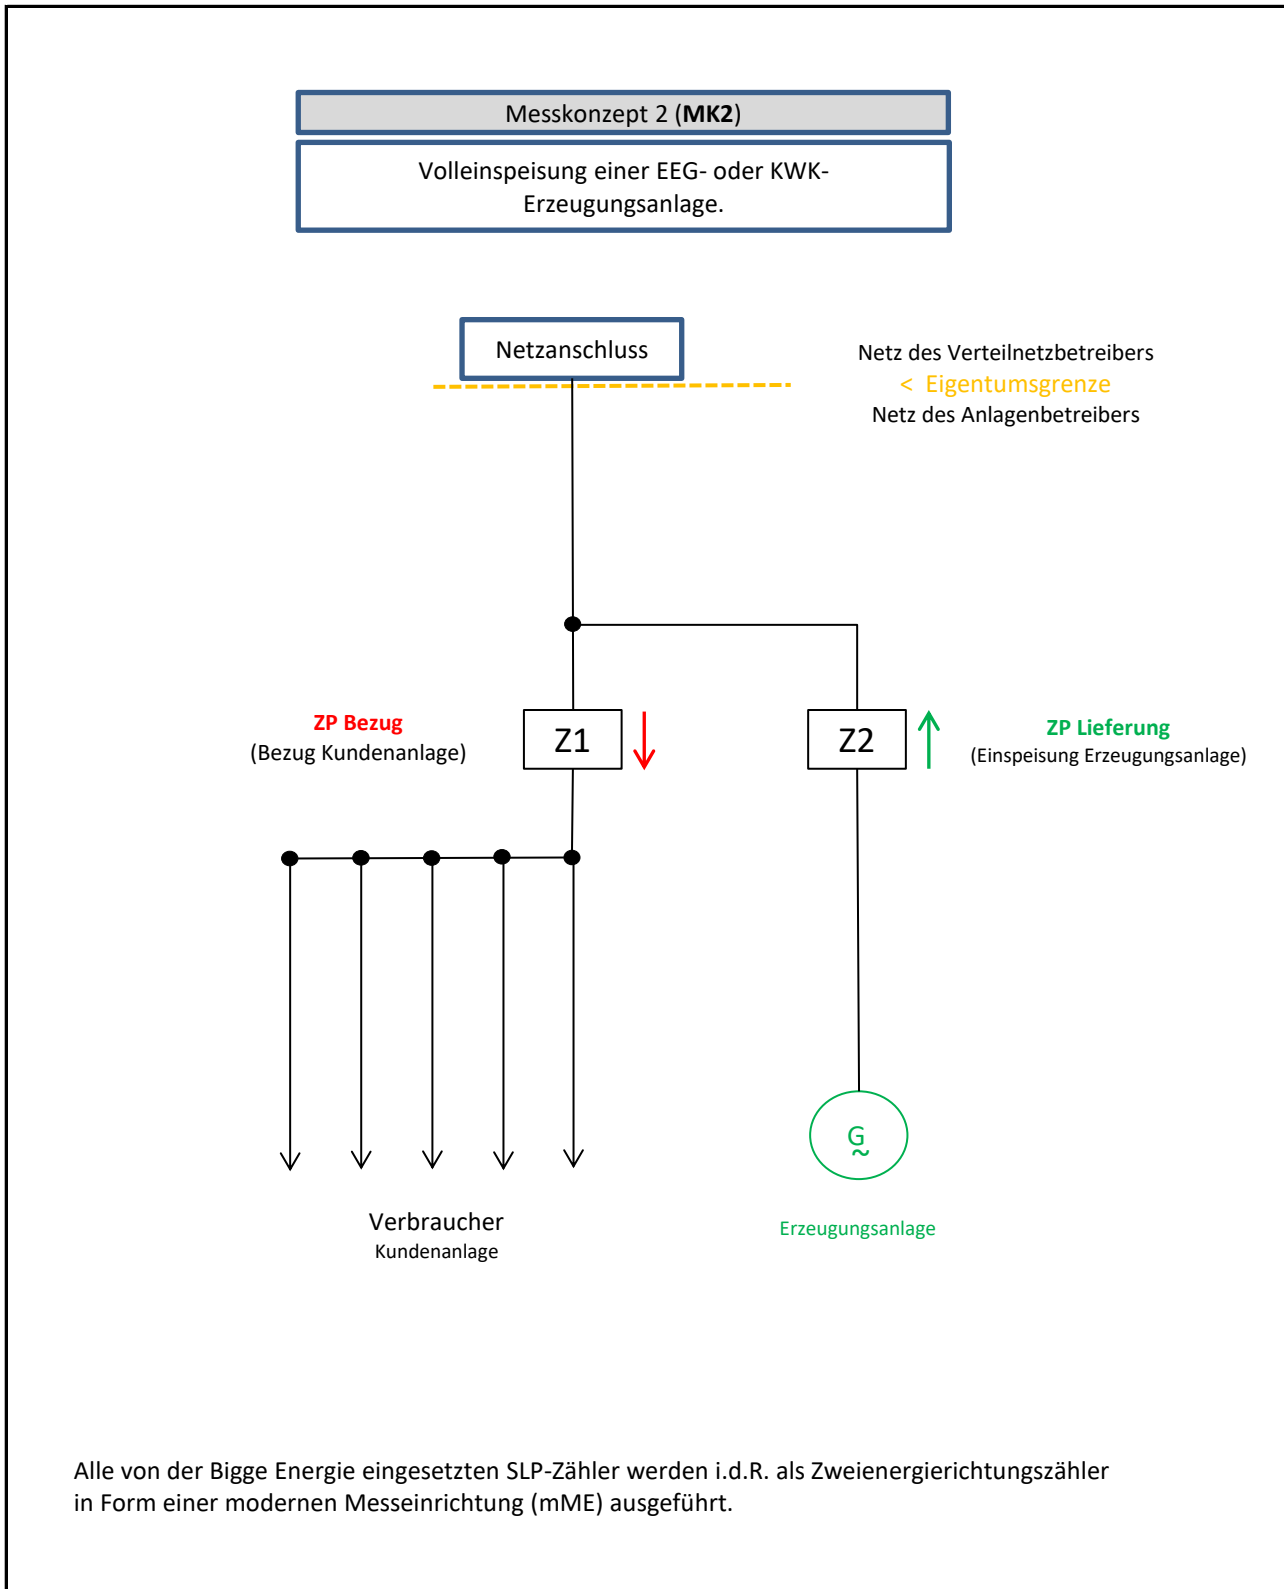 Messkonzept 2 (MK2)
Volleinspeisung einer EEG- oder KWK-
Erzeugungsanlage.
Netzanschluss
Netz des Verteilnetzbetreibers
< Eigentumsgrenze
Netz des Anlagenbetreibers
ZP Bezug
(Bezug Kundenanlage)
Z1
Z2
ZP Lieferung
(Einspeisung Erzeugungsanlage)
G
~
Verbraucher
Kundenanlage
Erzeugungsanlage
Alle von der Bigge Energie eingesetzten SLP-Zähler werden i.d.R. als Zweienergierichtungszähler
in Form einer modernen Messeinrichtung (mME) ausgeführt.